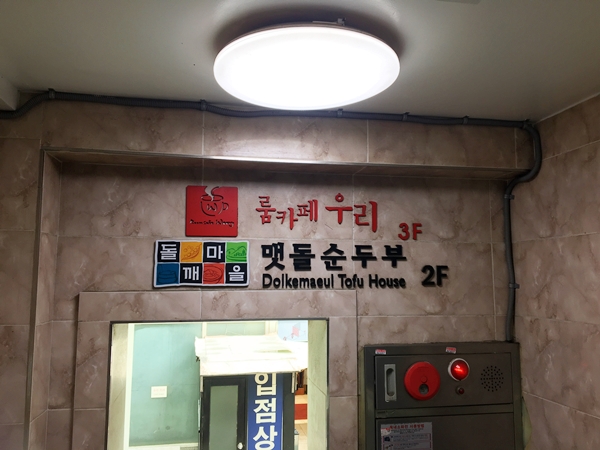 룸카페 우리 3F
돌깨마을 맷돌순두부
Dolkemaeul Tofu House 2F
입점상